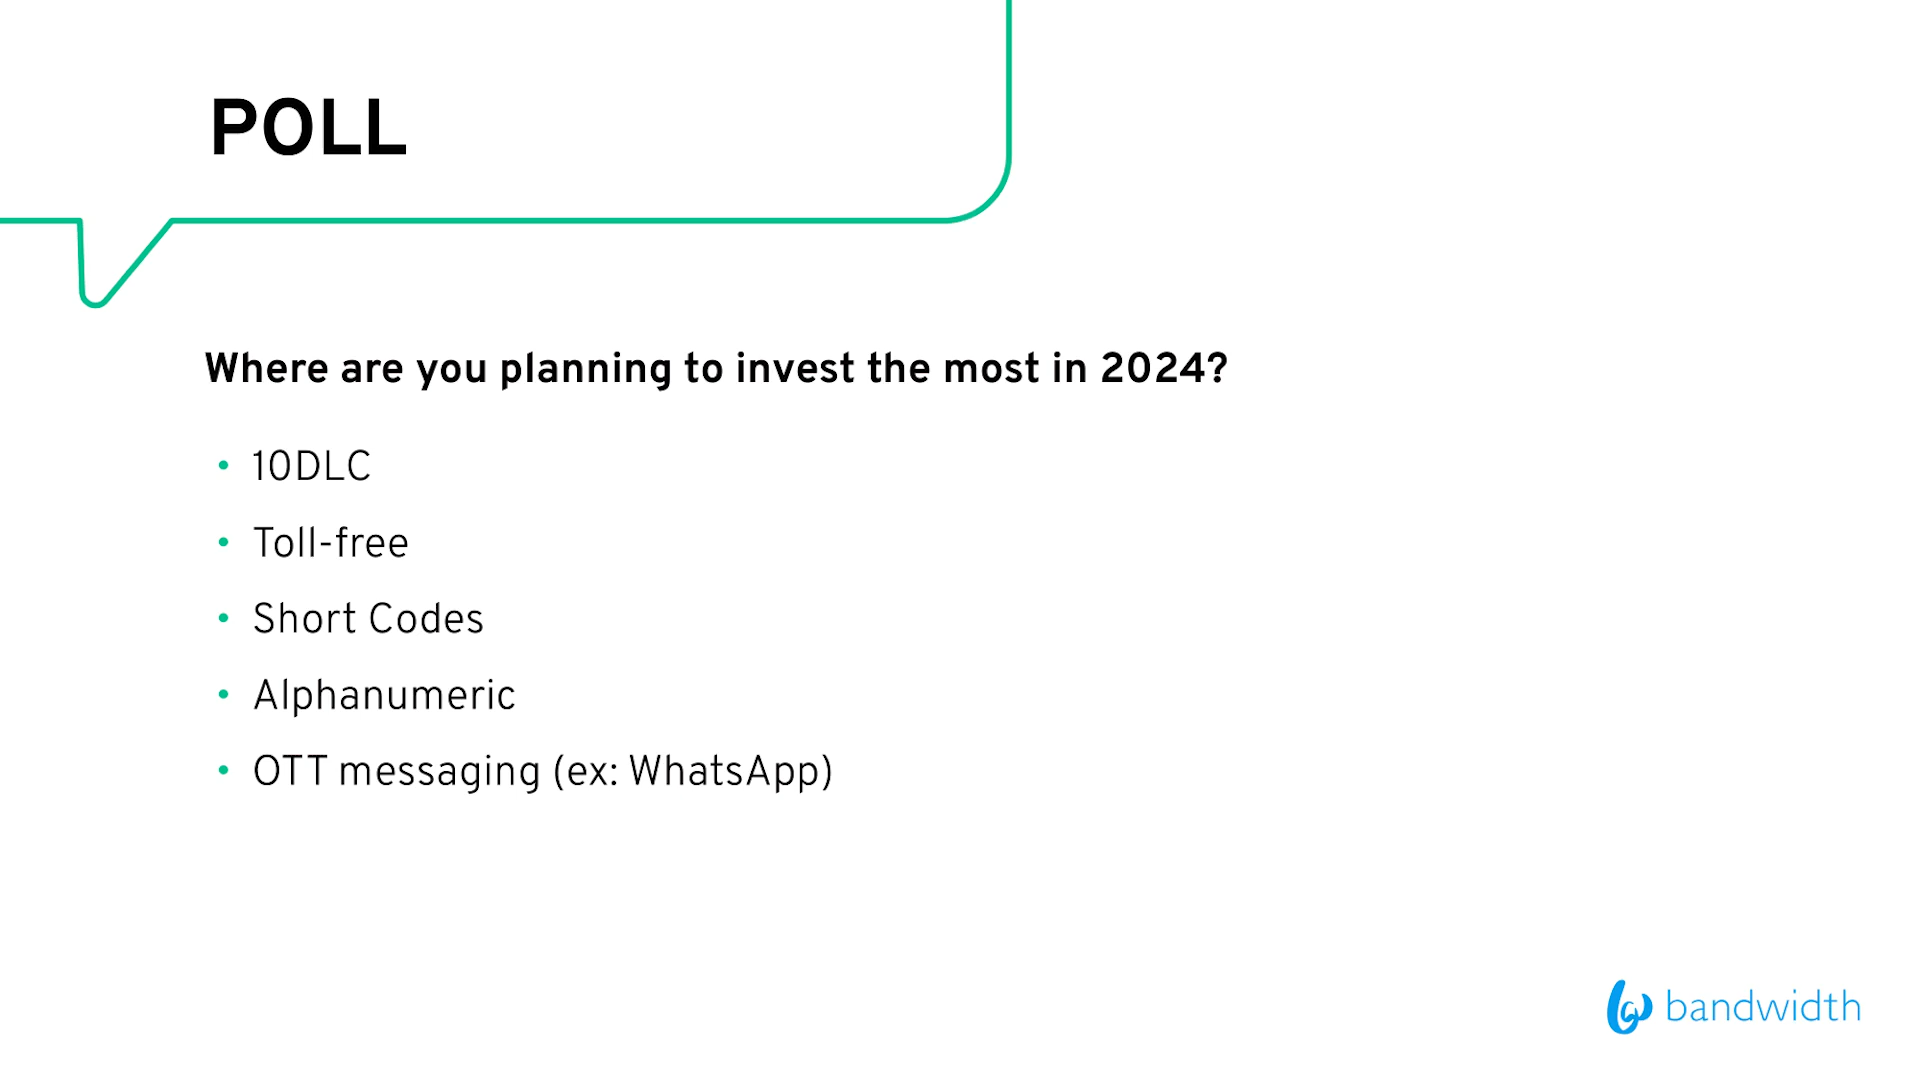 POLL
Where are you planning to invest the most in 2024?
• 10DLC
• Toll-free
• Short Codes
• Alphanumeric
• OTT messaging (ex: WhatsApp)
bandwidth